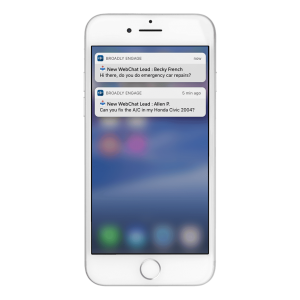 BROADLY ENGAGE now
New WebChat Lead : Becky French
Hi there, do you do emergency car repairs?
BROADLY ENGAGE 5 min ago
New WebChat Lead : Allen P.
Can you fix the A/C in my Honda Civic 2004?